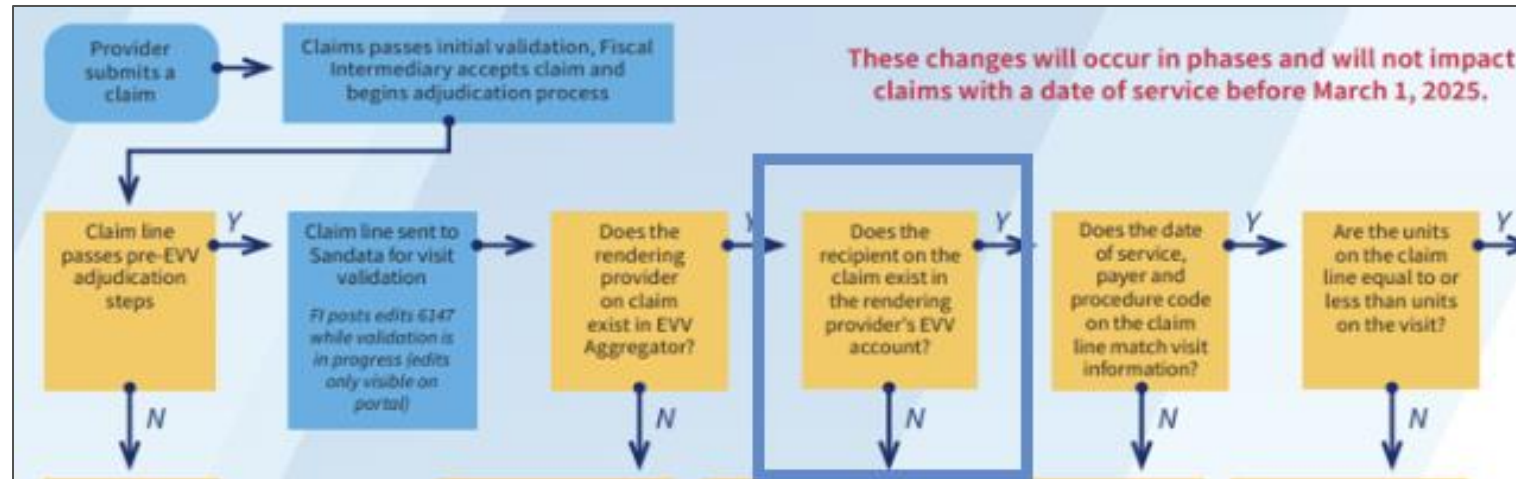 Provider
submits a
claim
Claims passes initial validation, Fiscal
Intermediary accepts claim and
begins adjudication process
These changes will occur in phases and will not impact
claims with a date of service before March 1, 2025.
Claim line
passes pre-EVV
adjudication
steps
Y
N
Claim line sent to
Sandata for visit
validation
FI posts edits 6147
while validation is
in progress (edits
only visible on
portal)
Does the
rendering
provider
on claim
exist in EVV
Aggregator?
Y
N
Does the
recipient on the
claim exist in
the rendering
provider's EVV
account?
Y
N
Does the date
of service,
payer and
procedure code
on the claim
line match visit
information?
Y
N
Are the units
on the claim
line equal to or
less than units
on the visit?
Y
N